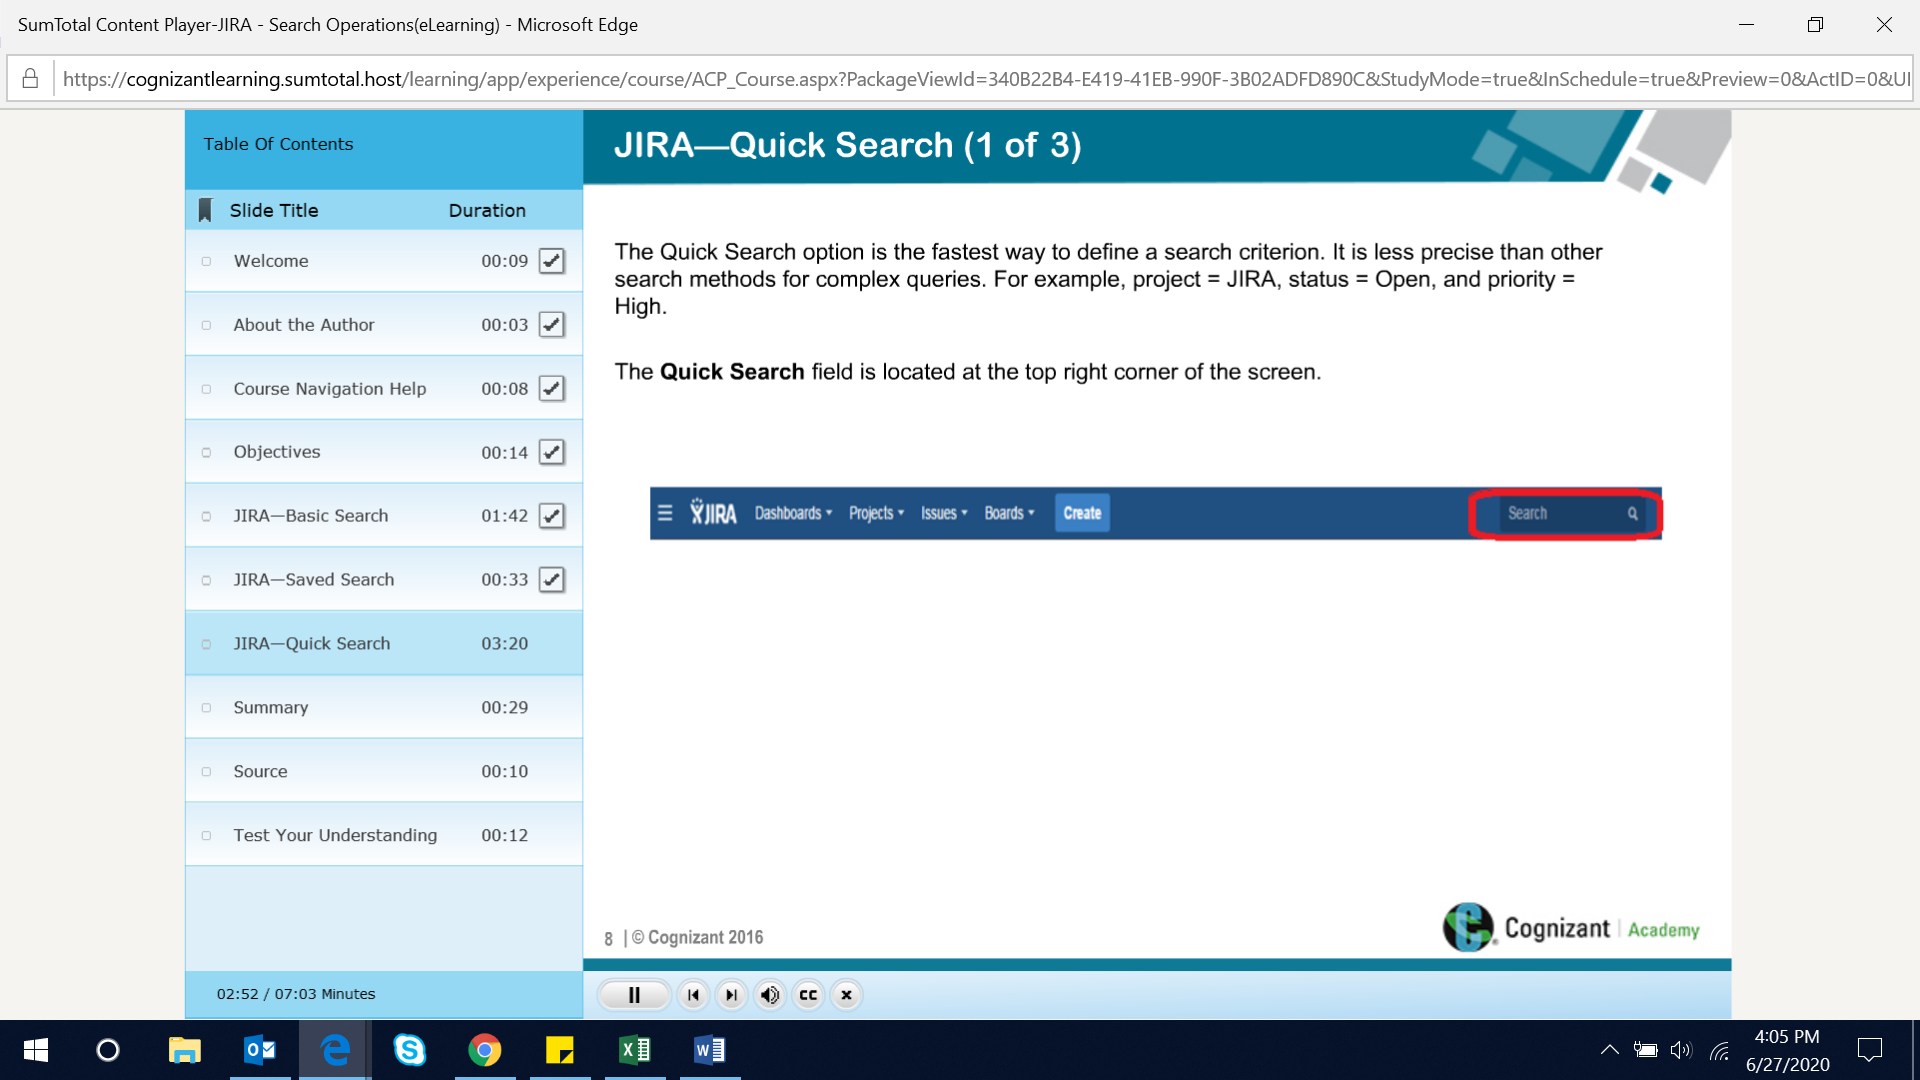 SumTotal Content Player-JIRA - Search Operations(eLearning) - Microsoft Edge
https://cognizantlearning.sumtotal.host/learning/app/experience/course/ACP_Course.aspx?PackageViewId=340B22B4-E419-41EB-990F-3B02ADFD890C&StudyMode=true&InSchedule=true&Preview=0&ActID=0&UI
Table Of Contents
Slide Title Duration
Welcome 00:09
About the Author 00:03
Course Navigation Help 00:08
Objectives 00:14
JIRA—Basic Search 01:42
JIRA—Saved Search 00:33
JIRA—Quick Search 03:20
Summary 00:29
Source 00:10
Test Your Understanding 00:12
02:52 / 07:03 Minutes
JIRA—Quick Search (1 of 3)
The Quick Search option is the fastest way to define a search criterion. It is less precise than other
search methods for complex queries. For example, project = JIRA, status = Open, and priority =
High.
The Quick Search field is located at the top right corner of the screen.
JIRA Dashboards Projects Issues Boards Create Search
8 | © Cognizant 2016
Cognizant | Academy
CC
4:05 PM
6/27/2020